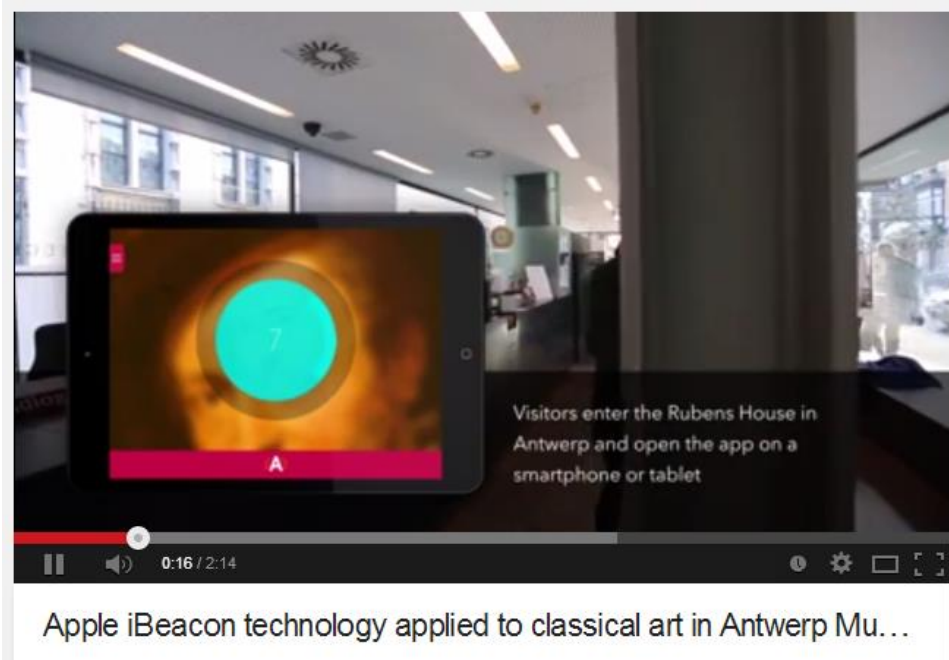 7
A
Visitors enter the Rubens House in
Antwerp and open the app on a
smartphone or tablet
0:16 / 2:14
Apple iBeacon technology applied to classical art in Antwerp Mu...